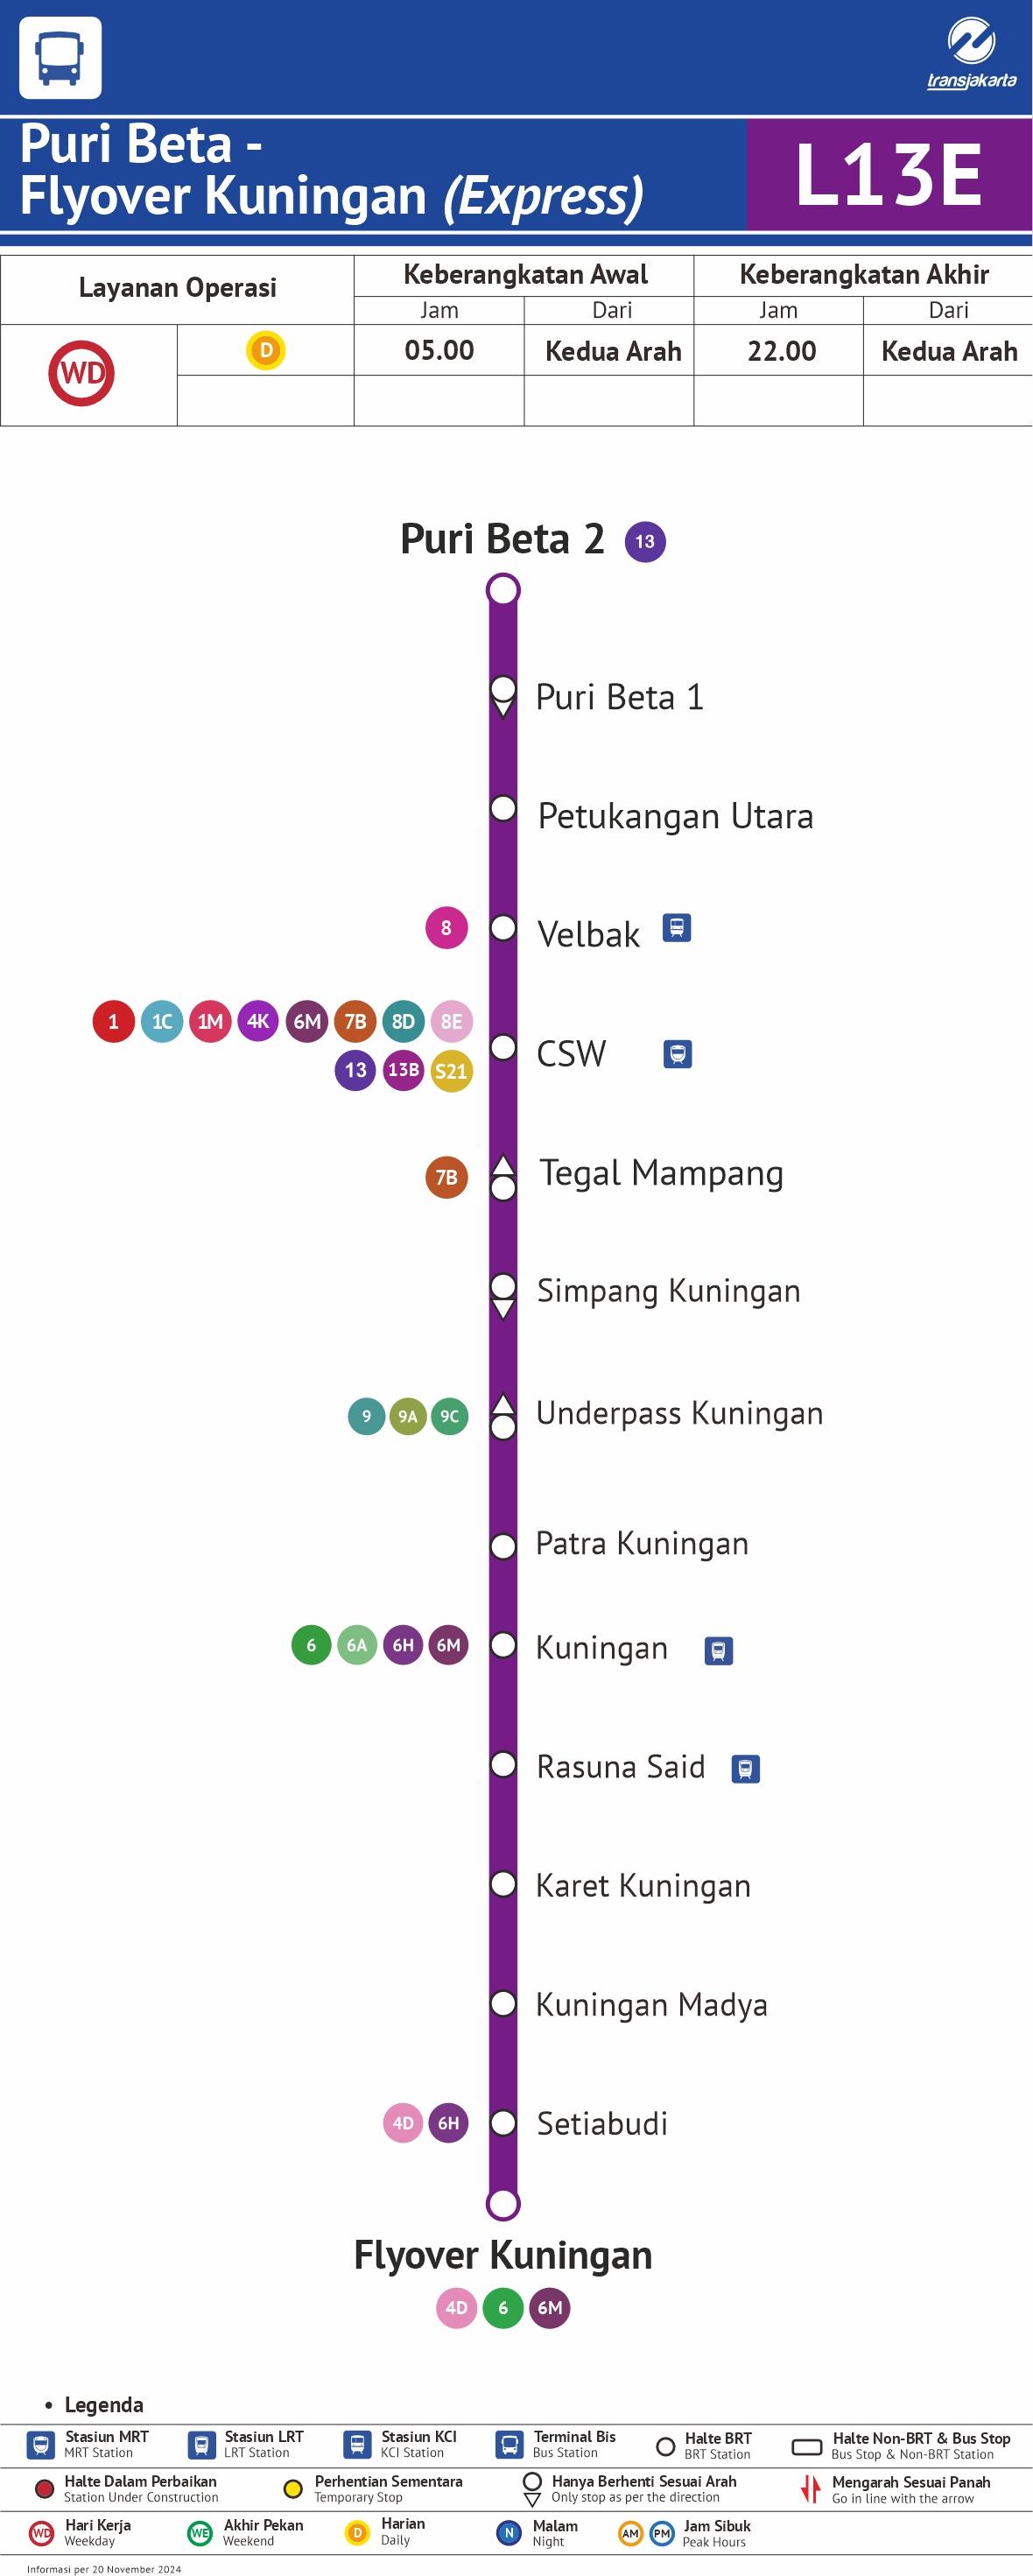 transjakarta
Puri Beta -
Flyover Kuningan (Express)
L13E
Layanan Operasi
Keberangkatan Awal
Keberangkatan Akhir
Jam
Dari
Jam
Dari
WD
D
05.00
Kedua Arah
22.00
Kedua Arah
Puri Beta 2
13
Puri Beta 1
Petukangan Utara
8
Velbak
1 1C 1M 4K 6M 7B 8D 8E
13 13B S21
CSW
7B
Tegal Mampang
Simpang Kuningan
9 9A 9C
Underpass Kuningan
Patra Kuningan
6 6A 6H 6M
Kuningan
Rasuna Said
Karet Kuningan
Kuningan Madya
4D 6H
Setiabudi
Flyover Kuningan
4D 6 6M
• Legenda
Stasiun MRT
MRT Station
Stasiun LRT
LRT Station
Stasiun KCI
KCI Station
Terminal Bis
Bus Station
Halte BRT
BRT Station
Halte Non-BRT & Bus Stop
Bus Stop & Non-BRT Station
Halte Dalam Perbaikan
Station Under Construction
Perhentian Sementara
Temporary Stop
Hanya Berhenti Sesuai Arah
Only stop as per the direction
Mengarah Sesuai Panah
Go in line with the arrow
WD
Hari Kerja
Weekday
WE
Akhir Pekan
Weekend
D
Harian
Daily
N
Malam
Night
AM PM
Jam Sibuk
Peak Hours
Informasi per 20 November 2024